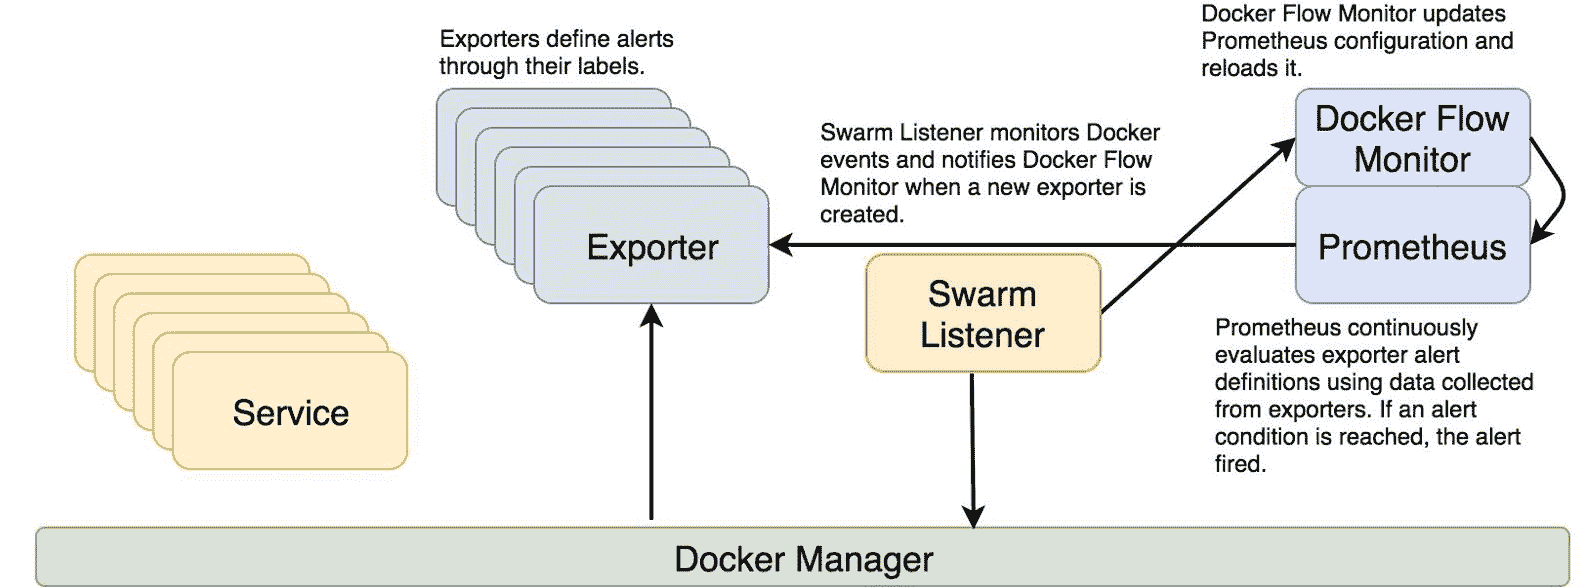 Exporters define alerts
through their labels.
Docker Flow Monitor updates
Prometheus configuration and
reloads it.
Swarm Listener monitors Docker
events and notifies Docker Flow
Monitor when a new exporter is
created.
Docker Flow
Monitor
Exporter
Prometheus
Swarm
Listener
Prometheus continuously
evaluates exporter alert
definitions using data collected
from exporters. If an alert
condition is reached, the alert
fired.
Service
Docker Manager